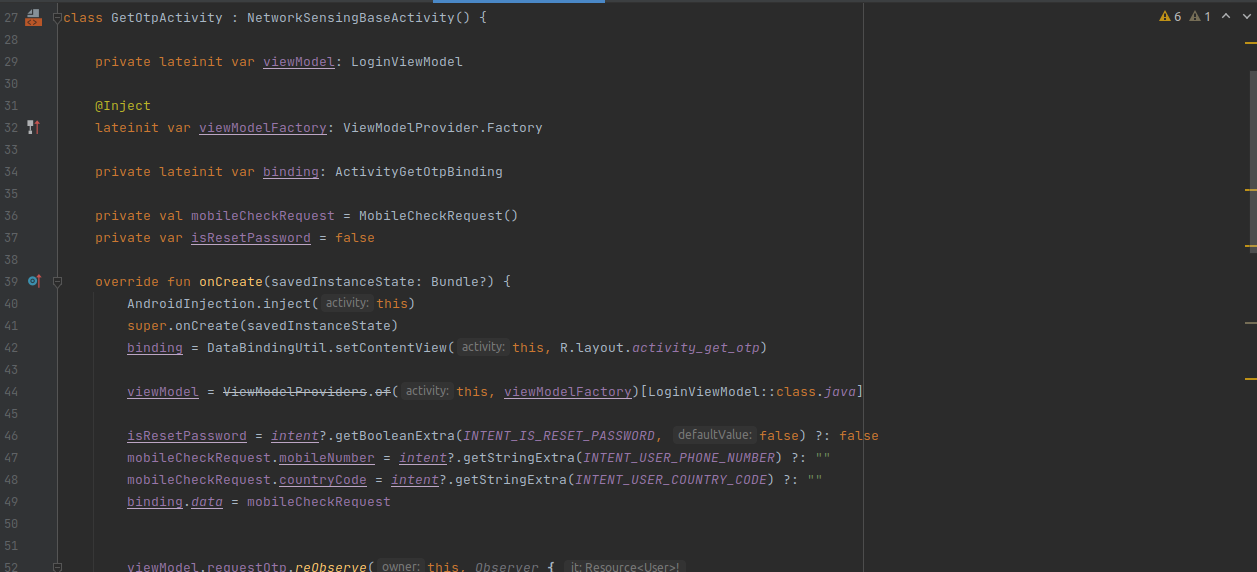 27 class GetOtpActivity : NetworkSensingBaseActivity() { 6 1
28
29 private lateinit var viewModel: LoginViewModel
30
31 @Inject
32 lateinit var viewModelFactory: ViewModelProvider.Factory
33
34 private lateinit var binding: ActivityGetOtpBinding
35
36 private val mobileCheckRequest = MobileCheckRequest()
37 private var isResetPassword = false
38
39 override fun onCreate(savedInstanceState: Bundle?) {
40 AndroidInjection.inject( activity: this)
41 super.onCreate(savedInstanceState)
42 binding = DataBindingUtil.setContentView( activity: this, R.layout.activity_get_otp)
43
44 viewModel = ViewModelProviders.of( activity: this, viewModelFactory)[LoginViewModel::class.java]
45
46 isResetPassword = intent?.getBooleanExtra(INTENT_IS_RESET_PASSWORD, defaultValue: false) ?: false
47 mobileCheckRequest.mobileNumber = intent?.getStringExtra(INTENT_USER_PHONE_NUMBER) ?: ""
48 mobileCheckRequest.countryCode = intent?.getStringExtra(INTENT_USER_COUNTRY_CODE) ?: ""
49 binding.data = mobileCheckRequest
50
51
52 viewModel.requestOtp.reObserve( owner: this, Observer { it: Resource<User>!